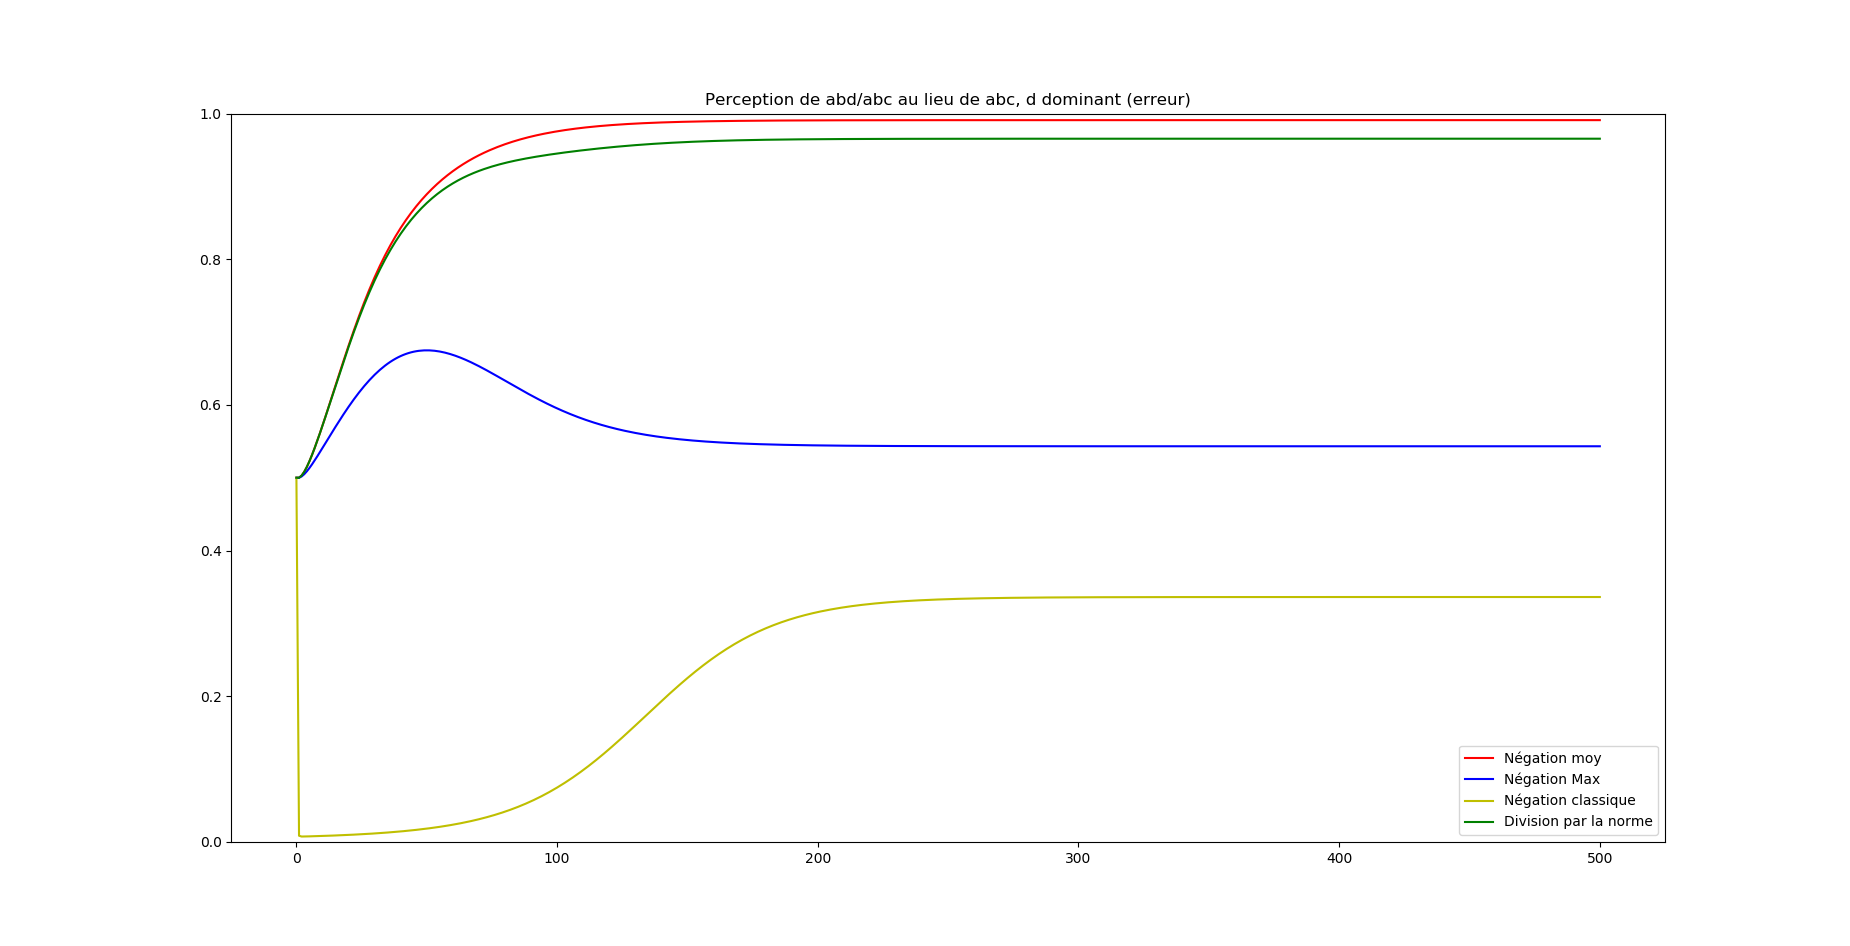 Perception de abd/abc au lieu de abc, d dominant (erreur)
1.0
0.8
0.6
0.4
0.2
0.0
0 100 200 300 400 500
Négation moy
Négation Max
Négation classique
Division par la norme